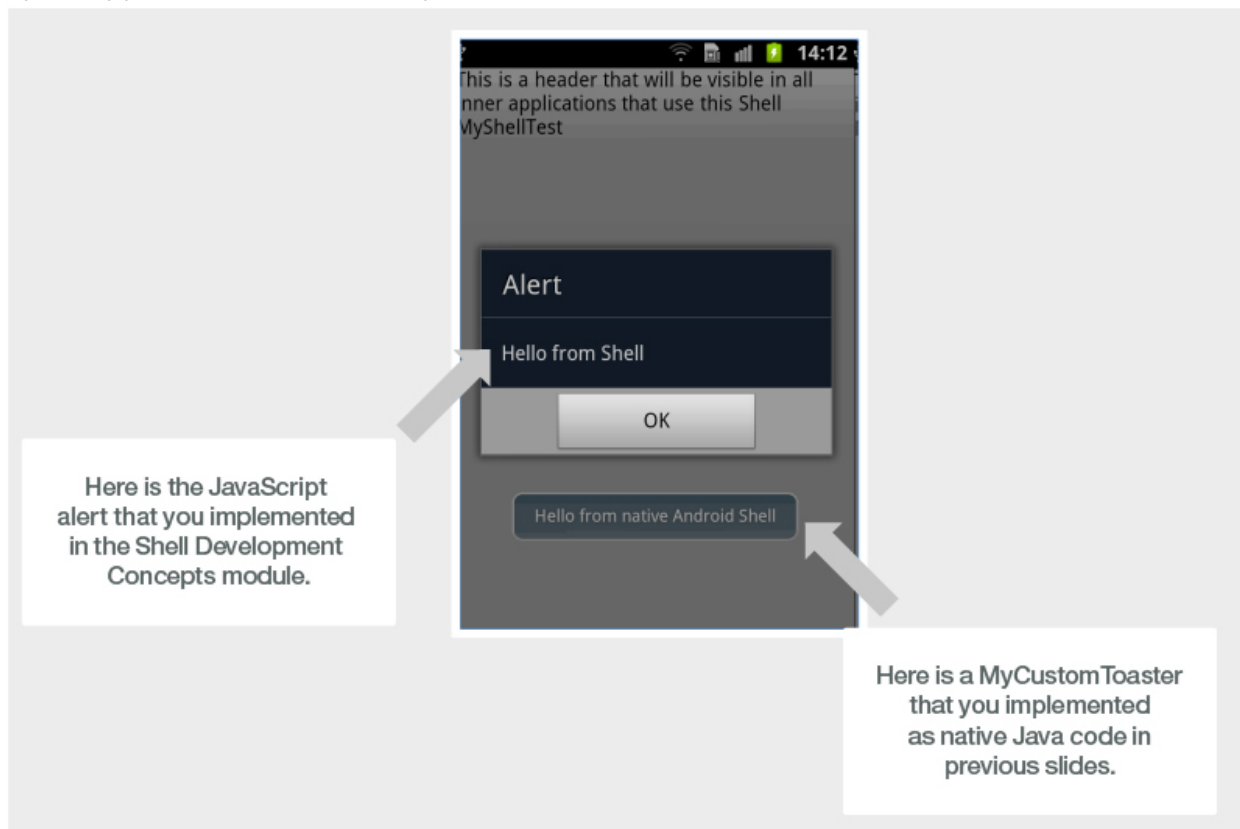 14:12
This is a header that will be visible in all
inner applications that use this Shell
MyShellTest
Alert
Hello from Shell
OK
Hello from native Android Shell
Here is the JavaScript
alert that you implemented
in the Shell Development
Concepts module.
Here is a MyCustomToaster
that you implemented
as native Java code in
previous slides.